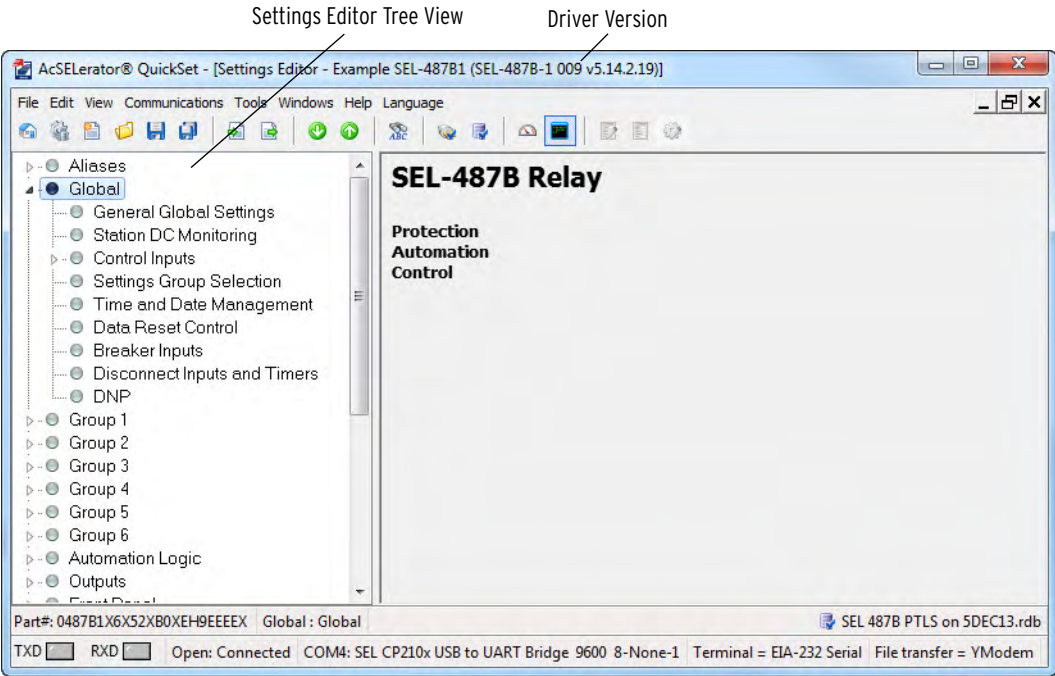 Settings Editor Tree View
Driver Version
AcSELerator® QuickSet - [Settings Editor - Example SEL-487B1 (SEL-487B-1 009 v5.14.2.19)]
File Edit View Communications Tools Windows Help Language
ABC
Aliases
Global
General Global Settings
Station DC Monitoring
Control Inputs
Settings Group Selection
Time and Date Management
Data Reset Control
Breaker Inputs
Disconnect Inputs and Timers
DNP
Group 1
Group 2
Group 3
Group 4
Group 5
Group 6
Automation Logic
Outputs
Front Panel
SEL-487B Relay
Protection
Automation
Control
Part#: 0487B1X6X52XB0XEH9EEEEX Global : Global
SEL 487B PTLS on 5DEC13.rdb
TXD RXD Open: Connected COM4: SEL CP210x USB to UART Bridge 9600 8-None-1 Terminal = EIA-232 Serial File transfer = YModem